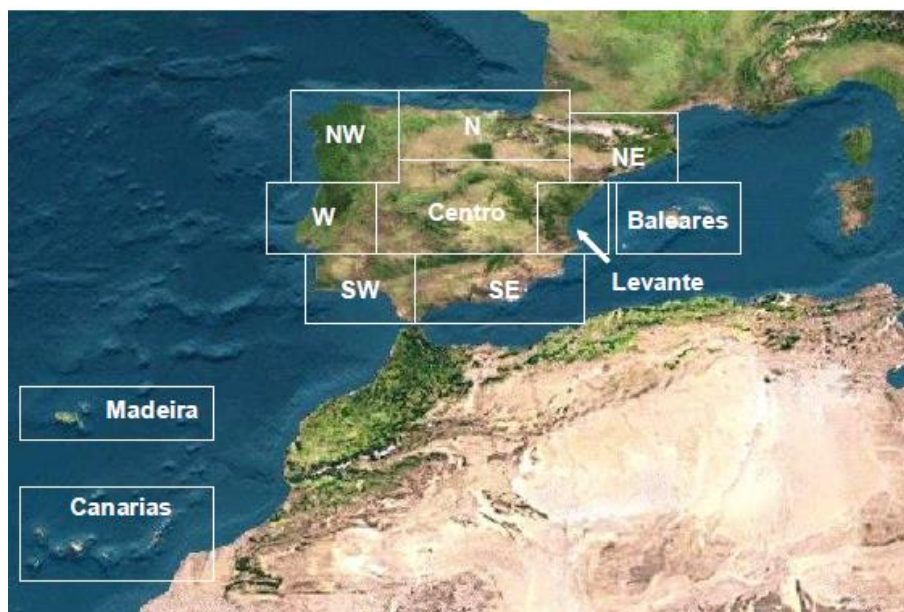 NW
N
NE
W
Centro
Baleares
Levante
SW
SE
Madeira
Canarias